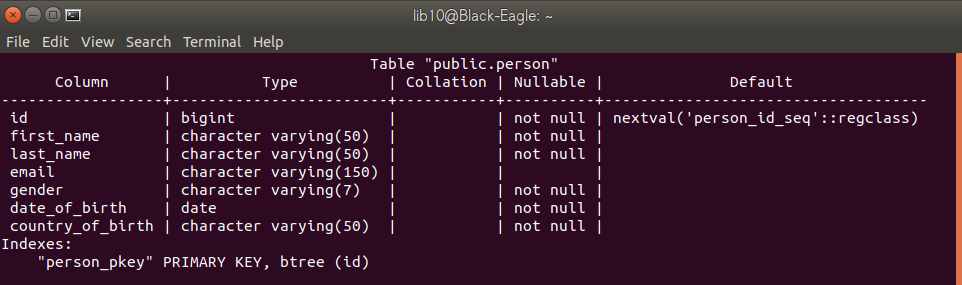 lib10@Black-Eagle: ~
File Edit View Search Terminal Help
                                         Table "public.person"
      Column      |          Type          | Collation | Nullable |              Default
------------------+------------------------+-----------+----------+------------------------------------
 id               | bigint                 |           | not null | nextval('person_id_seq'::regclass)
 first_name       | character varying(50)  |           | not null |
 last_name        | character varying(50)  |           | not null |
 email            | character varying(150) |           |          |
 gender           | character varying(7)   |           | not null |
 date_of_birth    | date                   |           | not null |
 country_of_birth | character varying(50)  |           | not null |
Indexes:
    "person_pkey" PRIMARY KEY, btree (id)